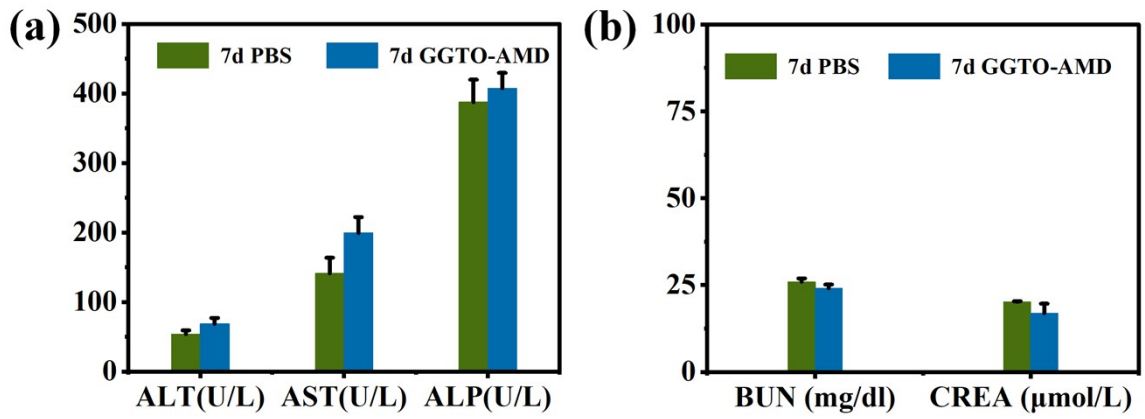 (a)
7d PBS 7d GGTO-AMD
500
400
300
200
100
0
ALT(U/L) AST(U/L) ALP(U/L)
(b)
7d PBS 7d GGTO-AMD
100
75
50
25
0
BUN (mg/dl) CREA (μmol/L)